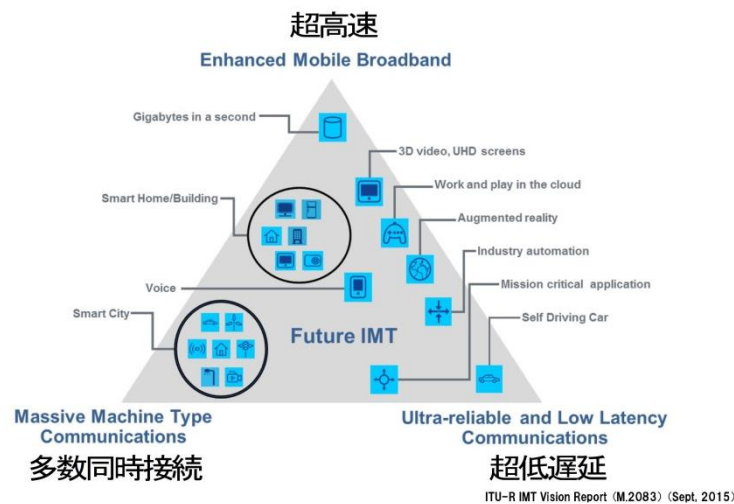 超高速
Enhanced Mobile Broadband
Gigabytes in a second
3D video, UHD screens
Work and play in the cloud
Smart Home/Building
Augmented reality
Industry automation
Mission critical application
Voice
Smart City
Self Driving Car
Future IMT
Massive Machine Type
Communications
多数同時接続
Ultra-reliable and Low Latency
Communications
超低遅延
ITU-R IMT Vision Report (M.2083) (Sept, 2015)